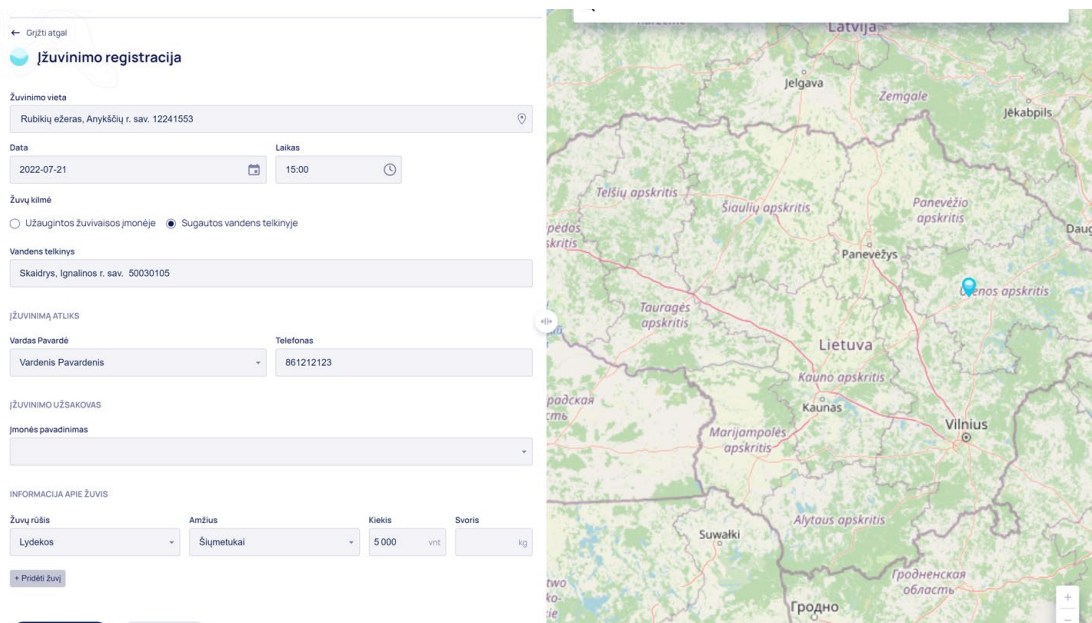 Grįžti atgal
Įžuvinimo registracija
Žuvinimo vieta
Rubikių ežeras, Anykščių r. sav. 12241553
Data
Laikas
2022-07-21
15:00
Žuvų kilmė
Užaugintos žuvivaisos įmonėje
Sugautos vandens telkinyje
Vandens telkinys
Skaidrys, Ignalinos r. sav. 50030105
ĮŽUVINIMĄ ATLIKS
Vardas Pavardė
Telefonas
Vardenis Pavardenis
861212123
ĮŽUVINIMO UŽSAKOVAS
Įmonės pavadinimas
INFORMACIJA APIE ŽUVIS
Žuvų rūšis
Amžius
Kiekis
Svoris
Lydekos
Šiųmetukai
5 000
vnt
kg
+ Pridėti žuvį
Latvija
Jelgava
Zemgale
Jēkabpils
Telšių apskritis
Šiaulių apskritis
Panevėžio
apskritis
Panevėžys
Utenos apskritis
Tauragės
apskritis
Lietuva
Kauno apskritis
Kaunas
Vilnius
Marijampolės
apskritis
Alytaus apskritis
Suwałki
Гродненская
область
Гродно
+
−